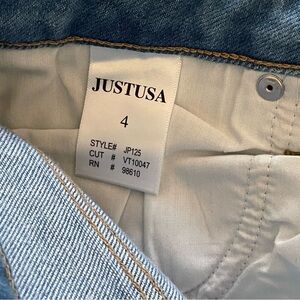 JUSTUSA
4
STYLE# JP125
CUT # VT10047
RN # 98610